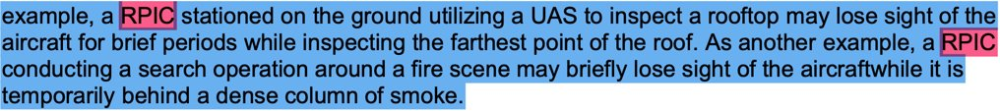 example, a RPIC stationed on the ground utilizing a UAS to inspect a rooftop may lose sight of the
aircraft for brief periods while inspecting the farthest point of the roof. As another example, a RPIC
conducting a search operation around a fire scene may briefly lose sight of the aircraftwhile it is
temporarily behind a dense column of smoke.